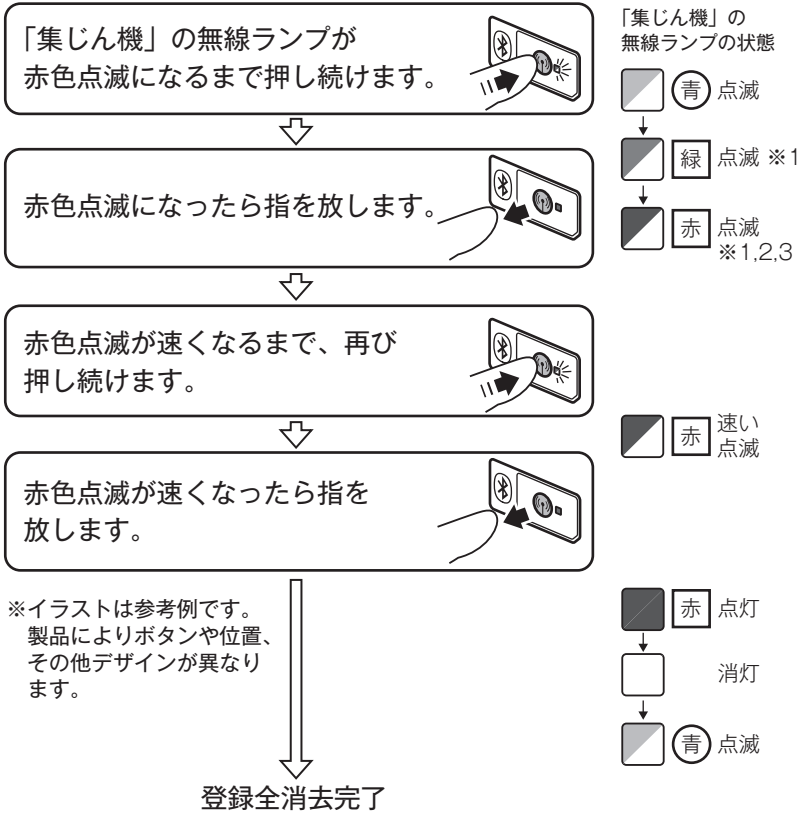 「集じん機」の無線ランプが
赤色点滅になるまで押し続けます。
赤色点滅になったら指を放します。
赤色点滅が速くなるまで、再び
押し続けます。
赤色点滅が速くなったら指を
放します。
※イラストは参考例です。
製品によりボタンや位置、
その他デザインが異なり
ます。
登録全消去完了
「集じん機」の
無線ランプの状態
青 点滅
緑 点滅 ※1
赤 点滅
※1,2,3
赤 速い
点滅
赤 点灯
消灯
青 点滅